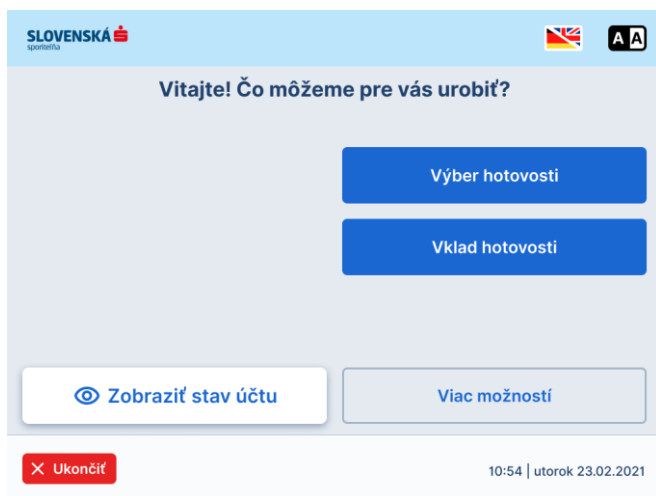 SLOVENSKÁ
sporiteľňa
A A
Vitajte! Čo môžeme pre vás urobiť?
Výber hotovosti
Vklad hotovosti
Zobraziť stav účtu
Viac možností
Ukončiť
10:54 | utorok 23.02.2021